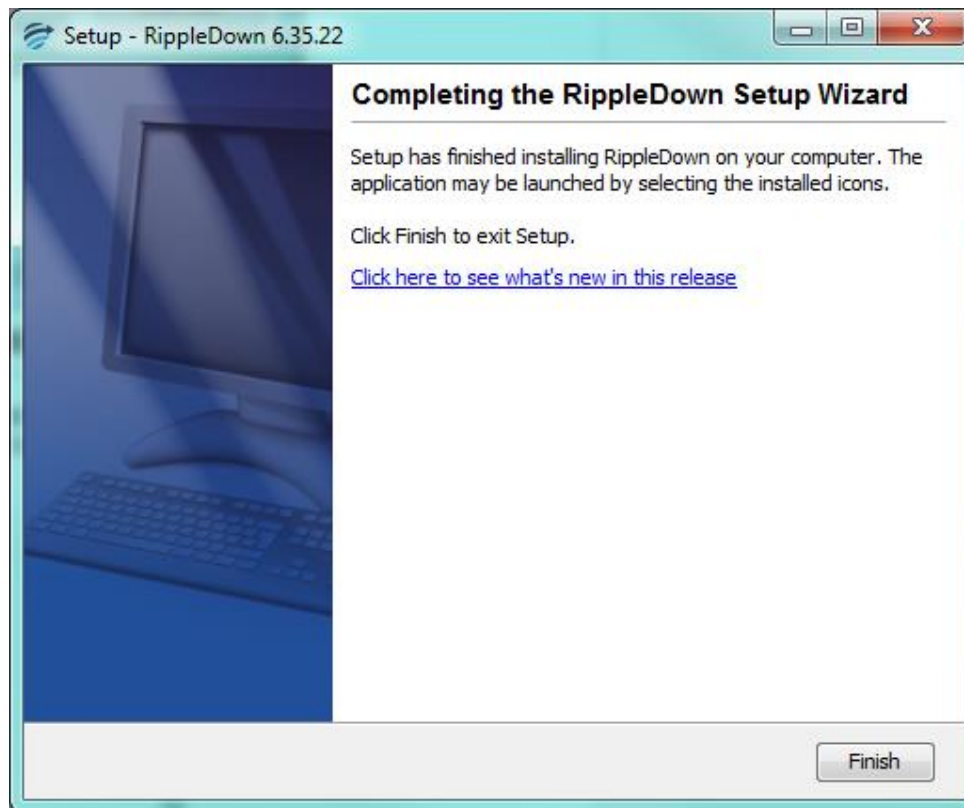 Setup - RippleDown 6.35.22
Completing the RippleDown Setup Wizard
Setup has finished installing RippleDown on your computer. The
application may be launched by selecting the installed icons.
Click Finish to exit Setup.
Click here to see what's new in this release
Finish